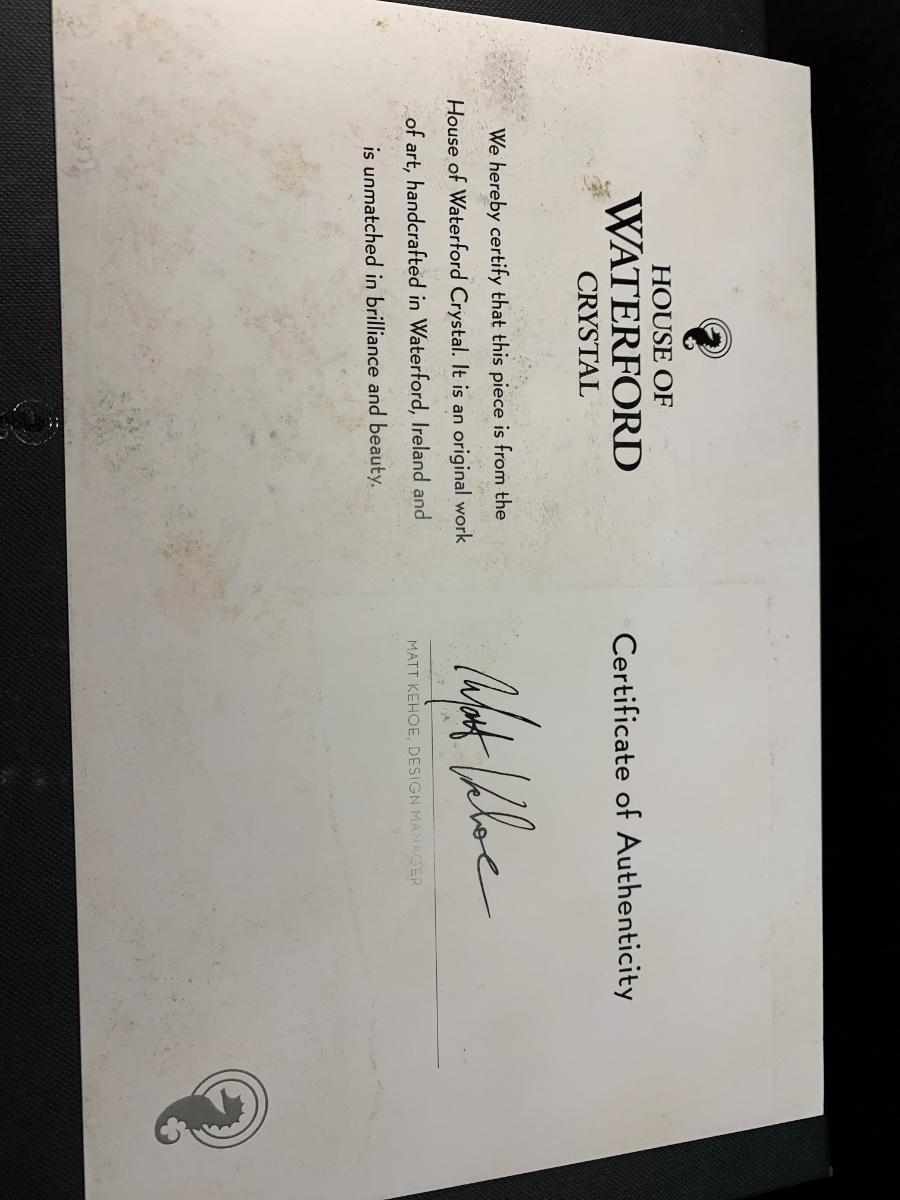 HOUSE OF
WATERFORD
CRYSTAL
We hereby certify that this piece is from the
House of Waterford Crystal. It is an original work
of art, handcrafted in Waterford, Ireland and
is unmatched in brilliance and beauty.
Certificate of Authenticity
Matt Kehoe
MATT KEHOE, DESIGN MANAGER